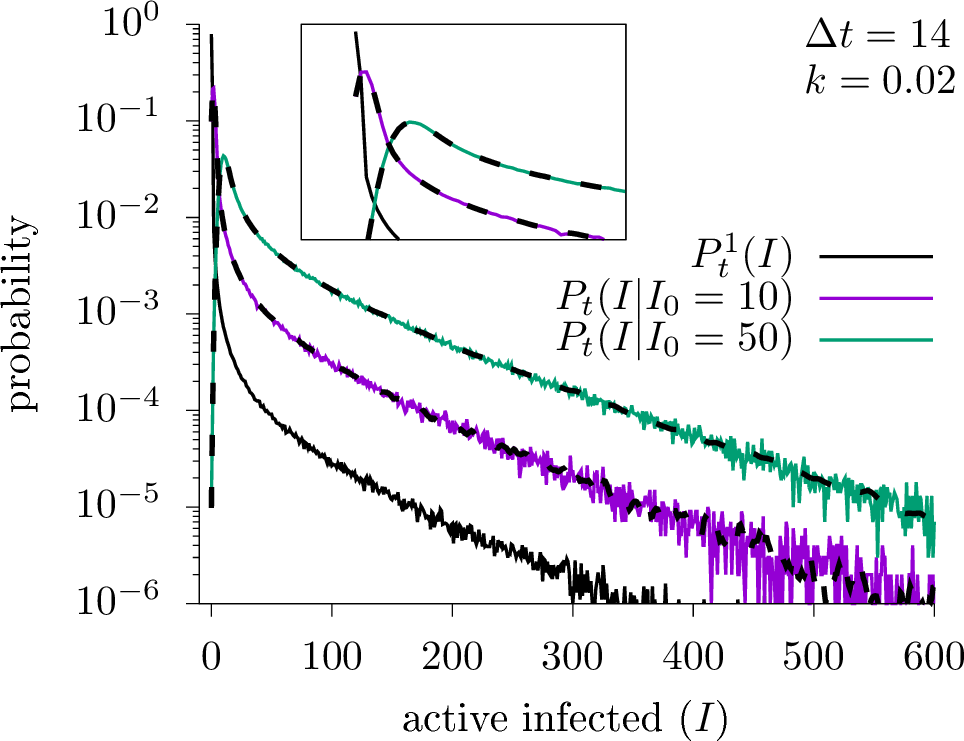 Δt = 14
k = 0.02
P_t^1(I)
P_t(I|I_0 = 10)
P_t(I|I_0 = 50)
probability
10^0
10^{-1}
10^{-2}
10^{-3}
10^{-4}
10^{-5}
10^{-6}
0 100 200 300 400 500 600
active infected (I)